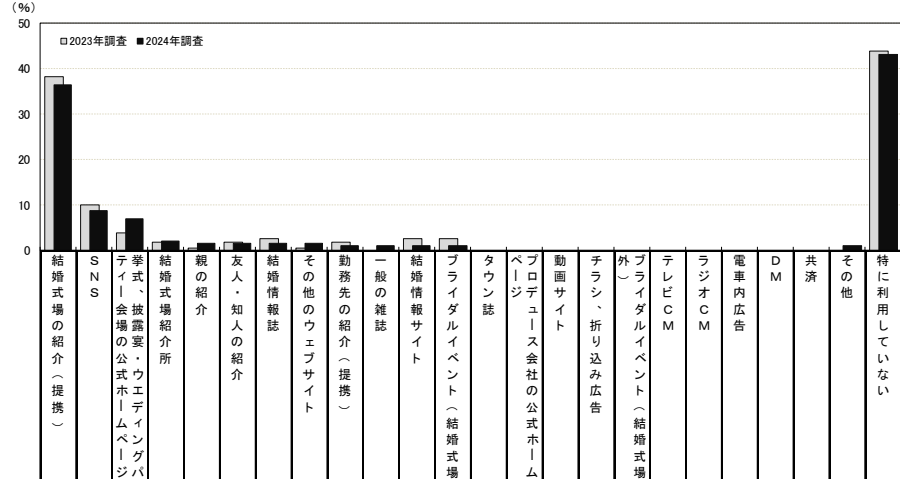 （％）
50
40
30
20
10
0
2023年調査
2024年調査
結婚式場の紹介（提携）
ＳＮＳ
挙式、披露宴・ウエディングパ
ティー会場の公式ホームページ
結婚式場紹介所
親の紹介
友人・知人の紹介
結婚情報誌
その他のウェブサイト
勤務先の紹介（提携）
一般の雑誌
結婚情報サイト
ブライダルイベント（結婚式場
タウン誌
プロデュース会社の公式ホーム
ページ
動画サイト
チラシ、折り込み広告
ブライダルイベント（結婚式場
外）
テレビＣＭ
ラジオＣＭ
電車内広告
ＤＭ
共済
その他
特に利用していない